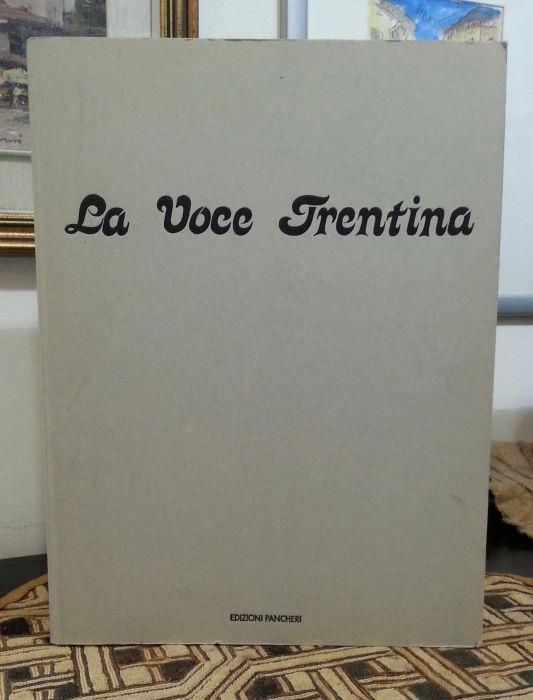 La Voce Trentina
EDIZIONI PANCHERI